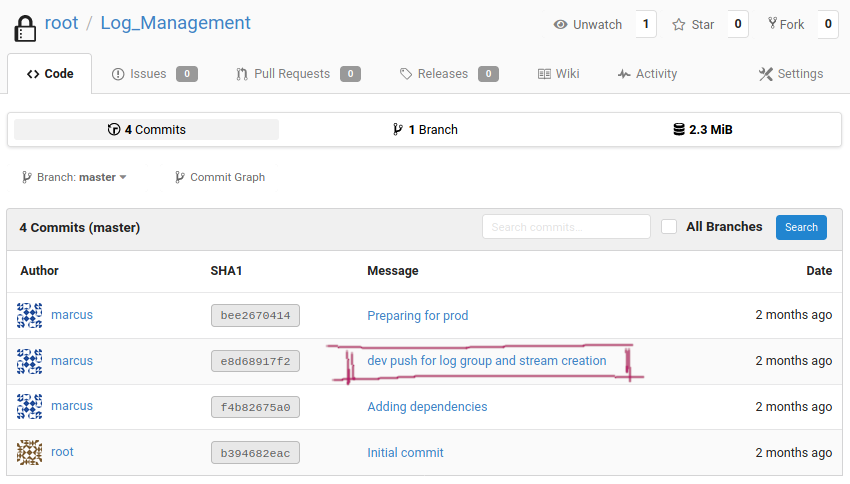 root / Log_Management
Unwatch 1 Star 0 Fork 0
Code Issues 0 Pull Requests 0 Releases 0 Wiki Activity Settings
4 Commits 1 Branch 2.3 MiB
Branch: master Commit Graph
4 Commits (master) Search commits... All Branches Search
Author SHA1 Message Date
marcus bee2670414 Preparing for prod 2 months ago
marcus e8d68917f2 dev push for log group and stream creation 2 months ago
marcus f4b82675a0 Adding dependencies 2 months ago
root b394682eac Initial commit 2 months ago